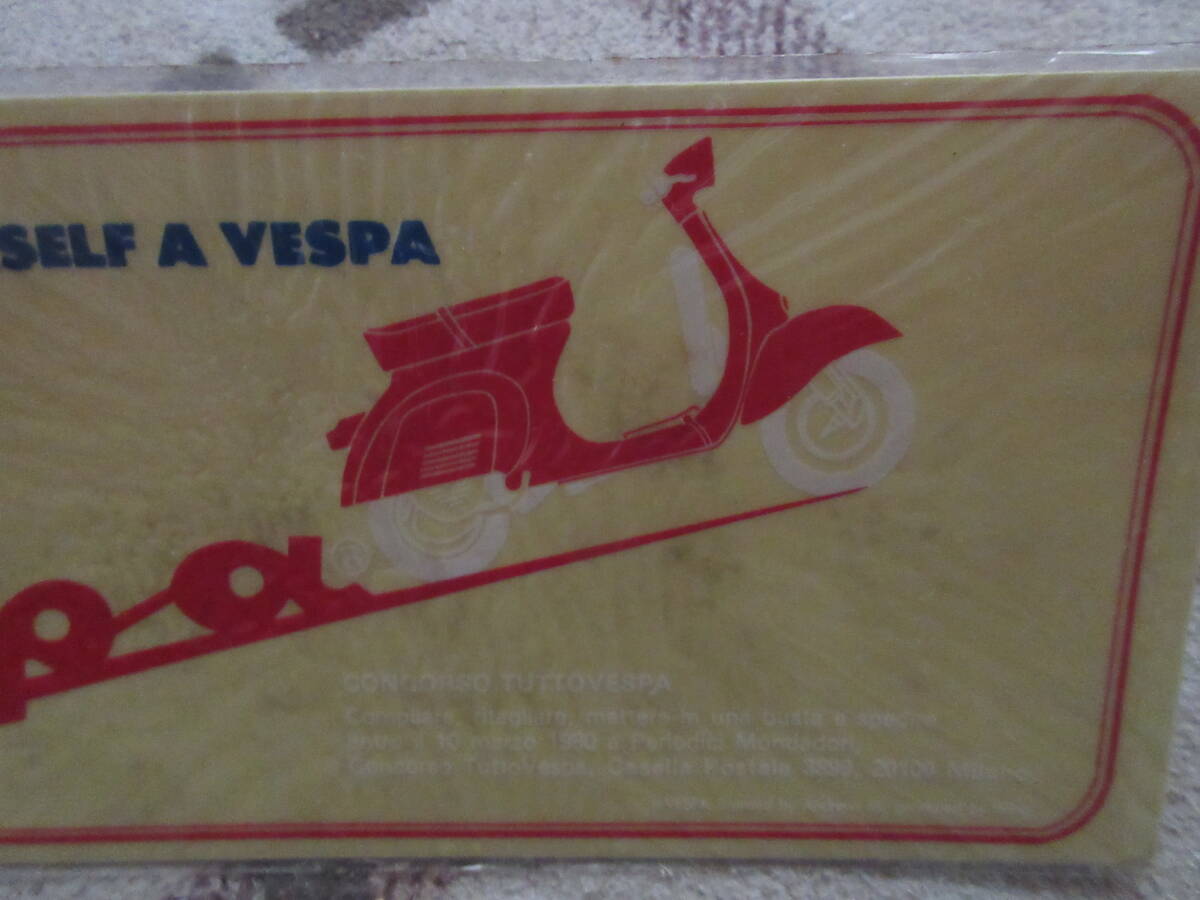 SELF A VESPA
pa ®
CONCORSO TUTTOVESPA
Compilare, ritagliare, mettere in una busta e spedire
entro il 10 marzo 1980 a Periodici Mondadori,
Concorso TuttoVespa, Casella Postale 20100 Milano